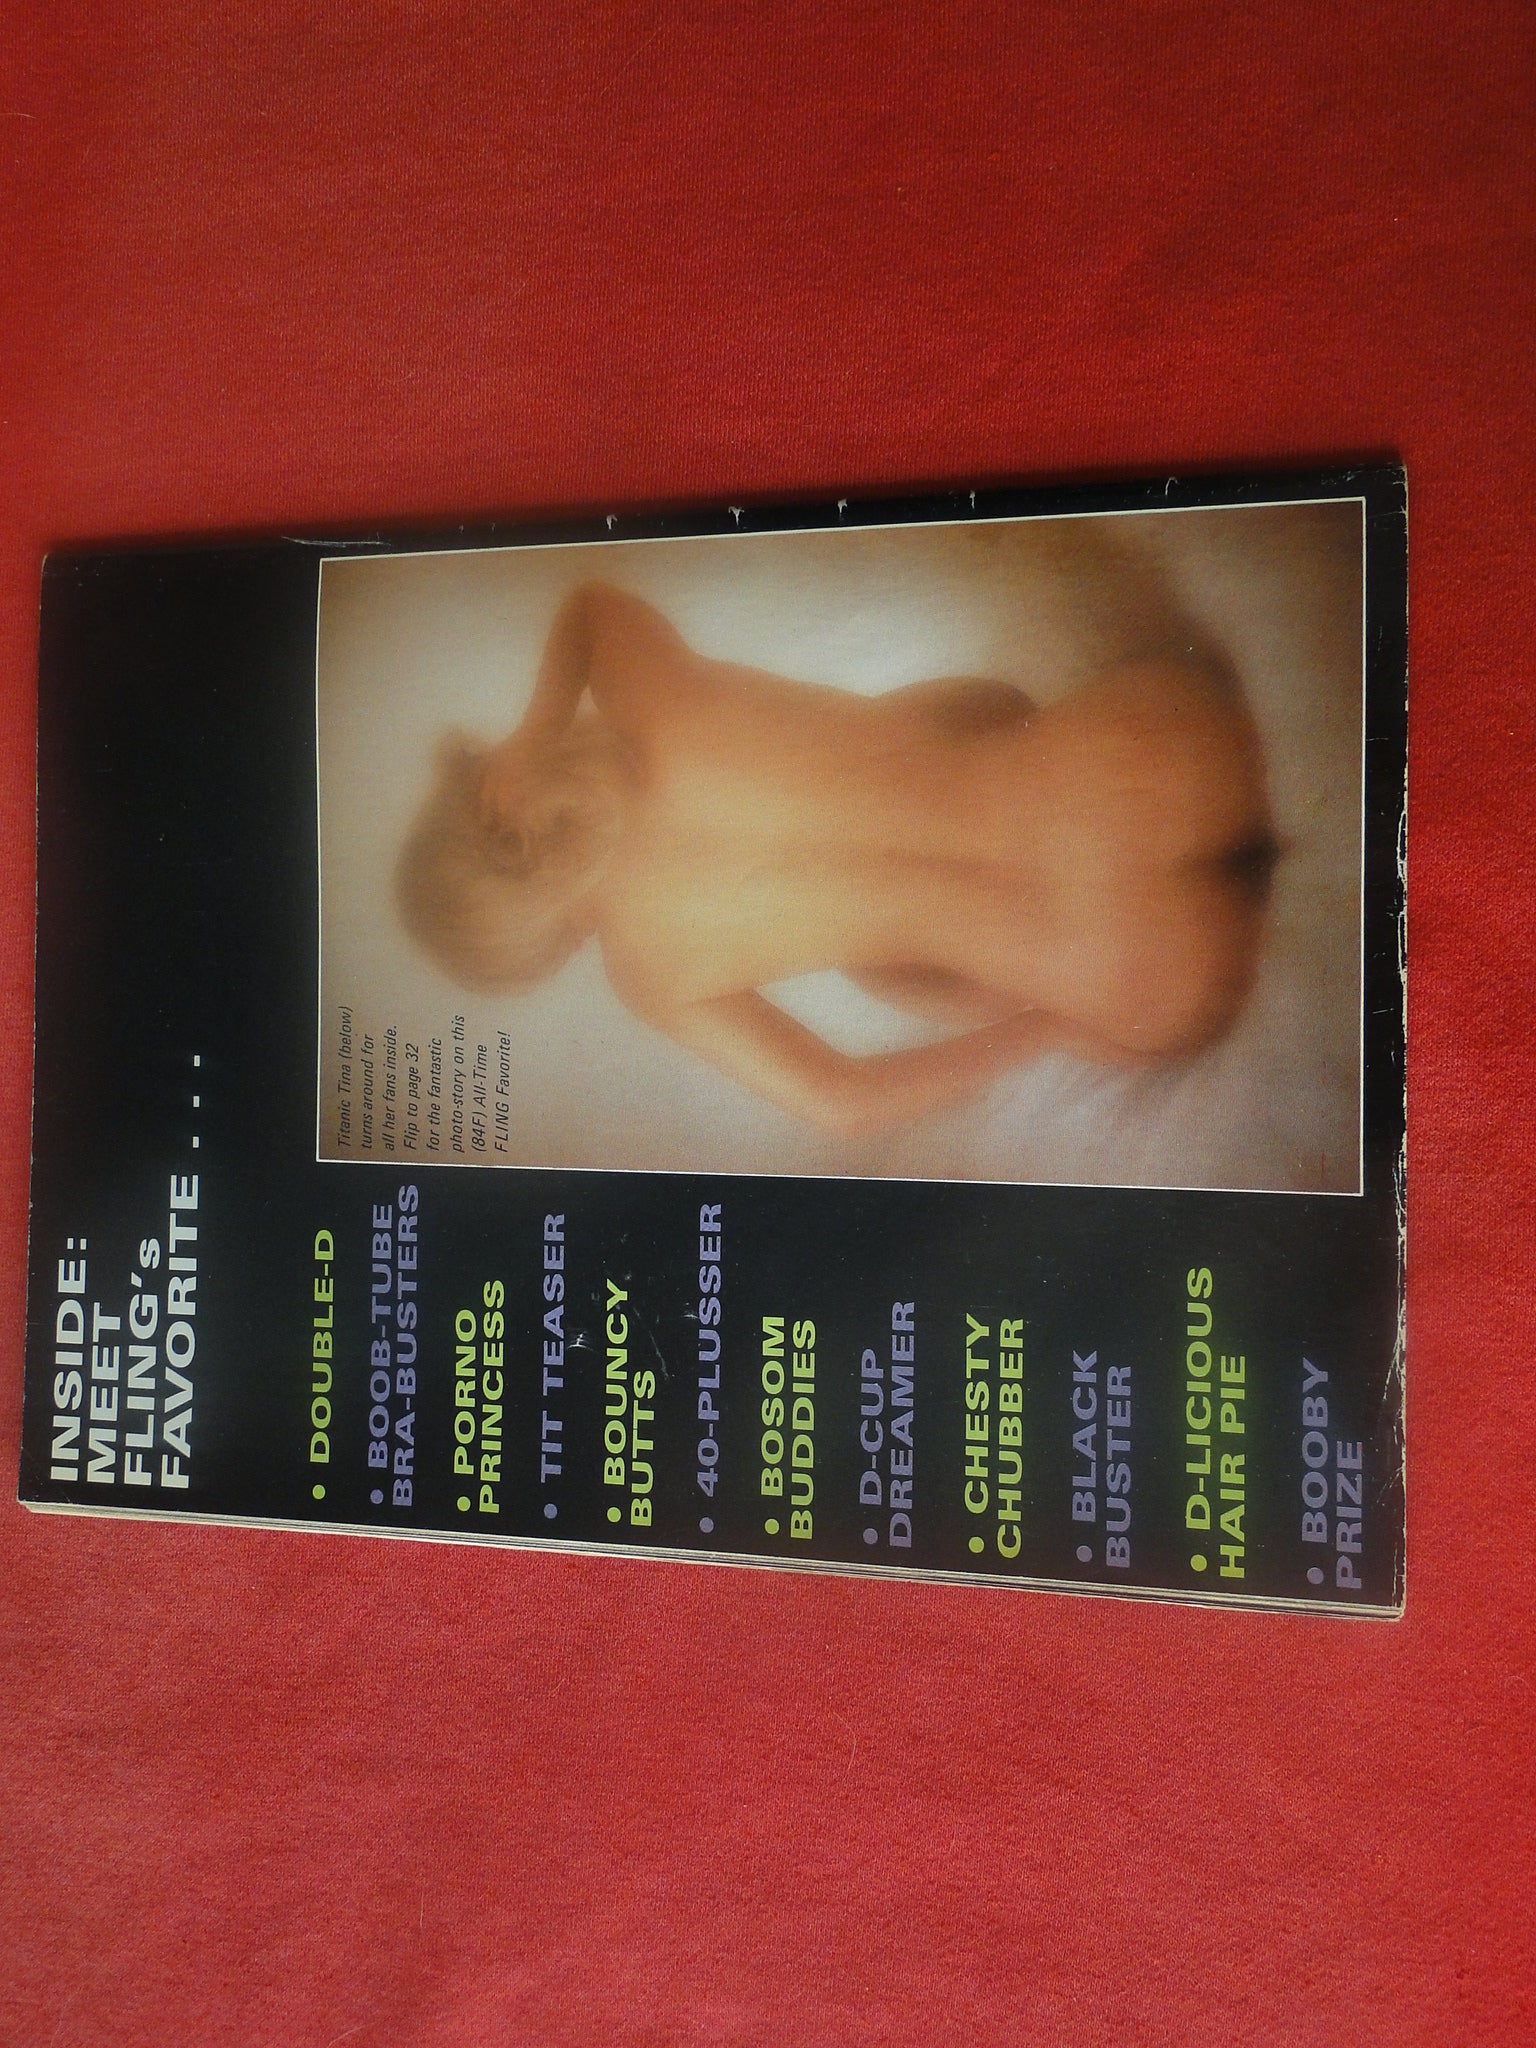 INSIDE:
MEET
FLING's
FAVORITE . . . .
• DOUBLE-D
• BOOB-TUBE
BRA-BUSTERS
• PORNO
PRINCESS
• TIT TEASER
• BOUNCY
BUTTS
• 40-PLUSSER
• BOSOM
BUDDIES
• D-CUP
DREAMER
• CHESTY
CHUBBER
• BLACK
BUSTER
• D-LICIOUS
HAIR PIE
• BOOBY
PRIZE
Titanic Tina (below)
turns around for
all her fans inside.
Flip to page 32
for the fantastic
photo-story on this
(84F) All-Time
FLING Favorite!